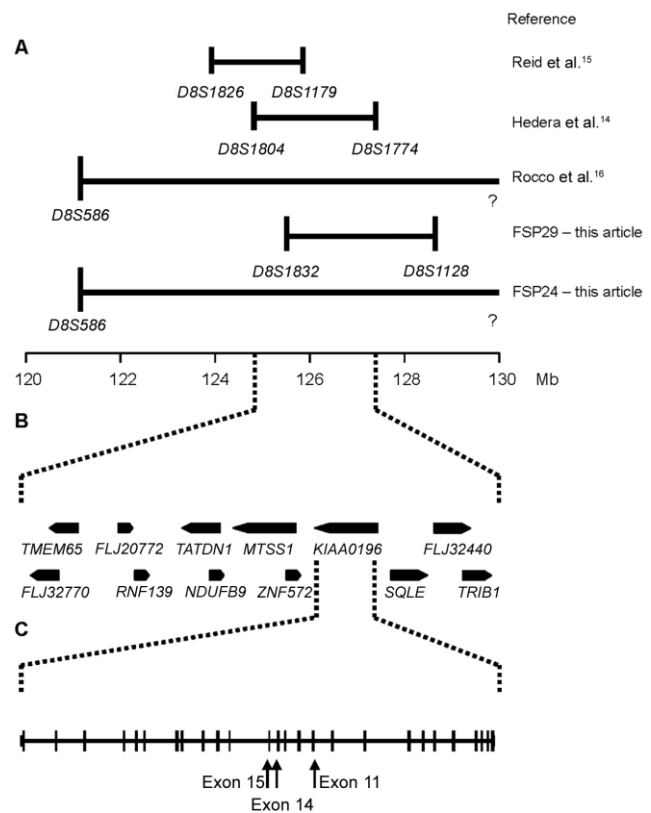 Reference
A
Reid et al.15
D8S1826 D8S1179
Hedera et al.14
D8S1804 D8S1774
Rocco et al.16
?
D8S586
FSP29 – this article
D8S1832 D8S1128
FSP24 – this article
?
D8S586
120 122 124 126 128 130 Mb
B
TMEM65 FLJ20772 TATDN1 MTSS1 KIAA0196 FLJ32440
FLJ32770 RNF139 NDUFB9 ZNF572 SQLE TRIB1
C
Exon 15 Exon 11
Exon 14